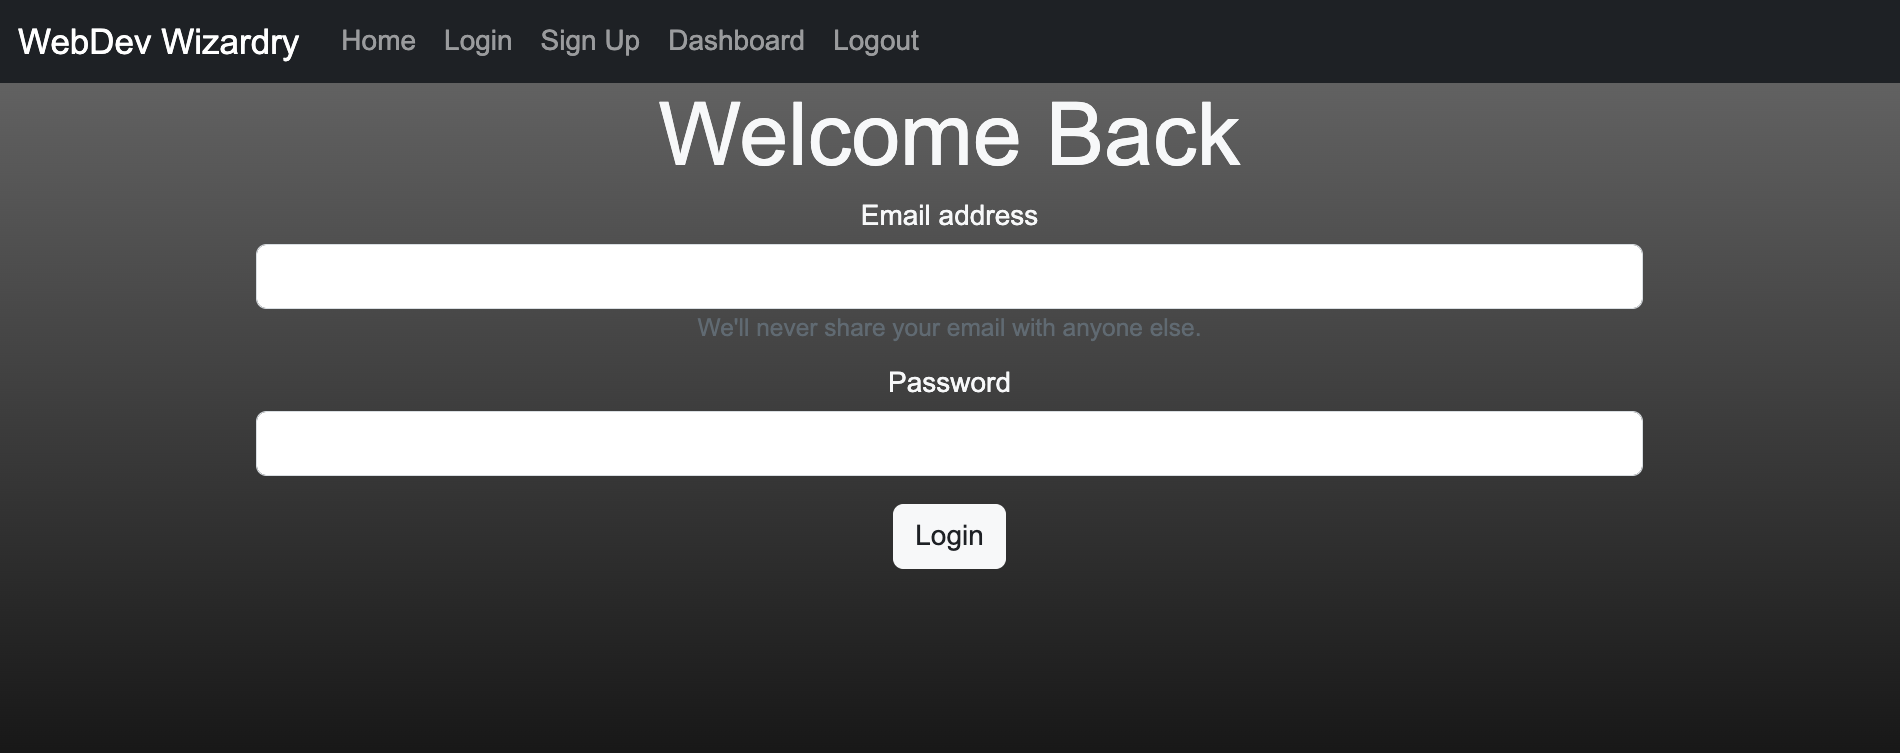 WebDev Wizardry Home Login Sign Up Dashboard Logout
Welcome Back
Email address
We'll never share your email with anyone else.
Password
Login